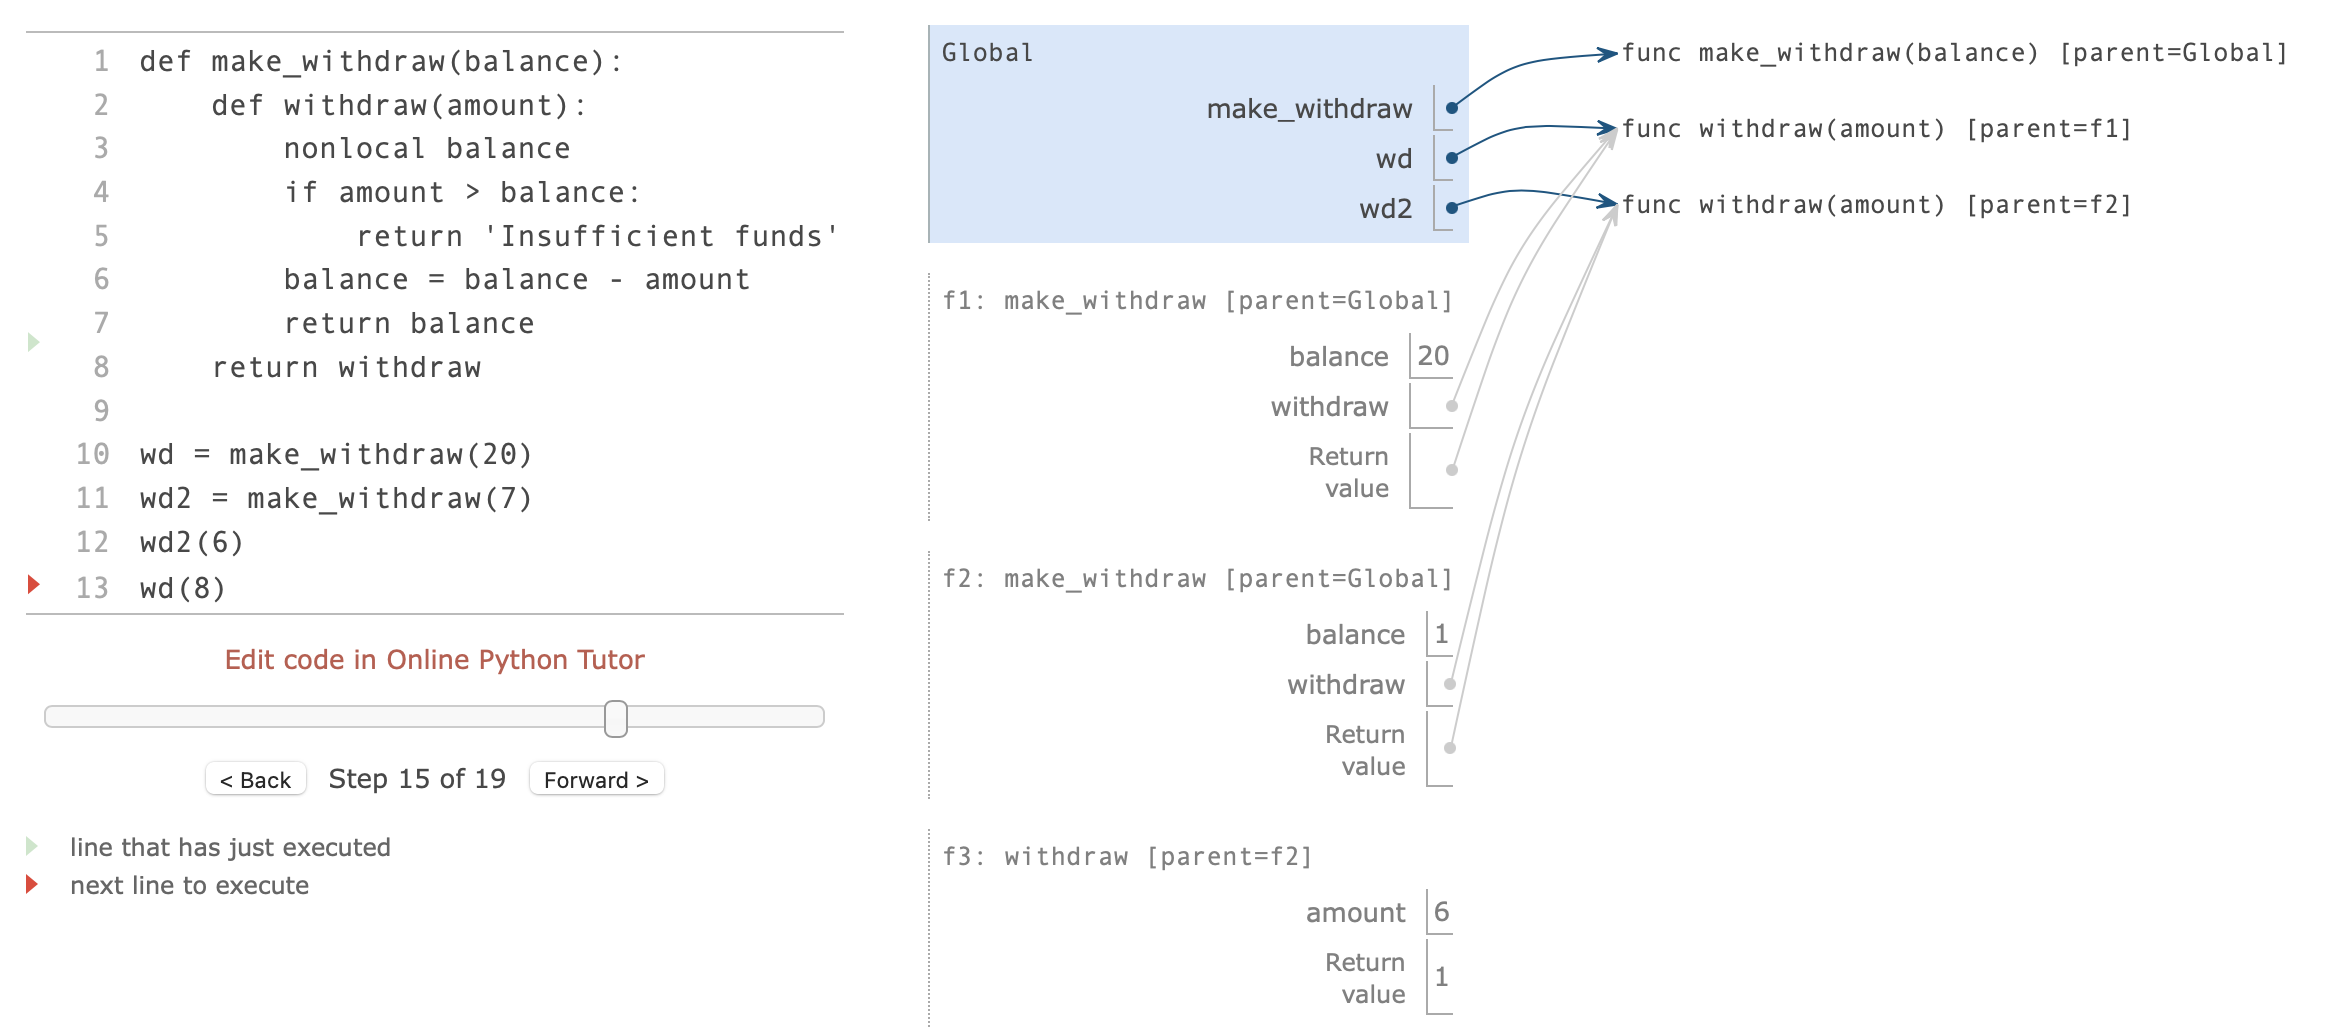 1 def make_withdraw(balance):
2     def withdraw(amount):
3         nonlocal balance
4         if amount > balance:
5             return 'Insufficient funds'
6         balance = balance - amount
7         return balance
8     return withdraw
9
10 wd = make_withdraw(20)
11 wd2 = make_withdraw(7)
12 wd2(6)
13 wd(8)
Edit code in Online Python Tutor
< Back Step 15 of 19 Forward >
line that has just executed
next line to execute
Global
make_withdraw
wd
wd2
func make_withdraw(balance) [parent=Global]
func withdraw(amount) [parent=f1]
func withdraw(amount) [parent=f2]
f1: make_withdraw [parent=Global]
balance 20
withdraw
Return
value
f2: make_withdraw [parent=Global]
balance 1
withdraw
Return
value
f3: withdraw [parent=f2]
amount 6
Return
value 1